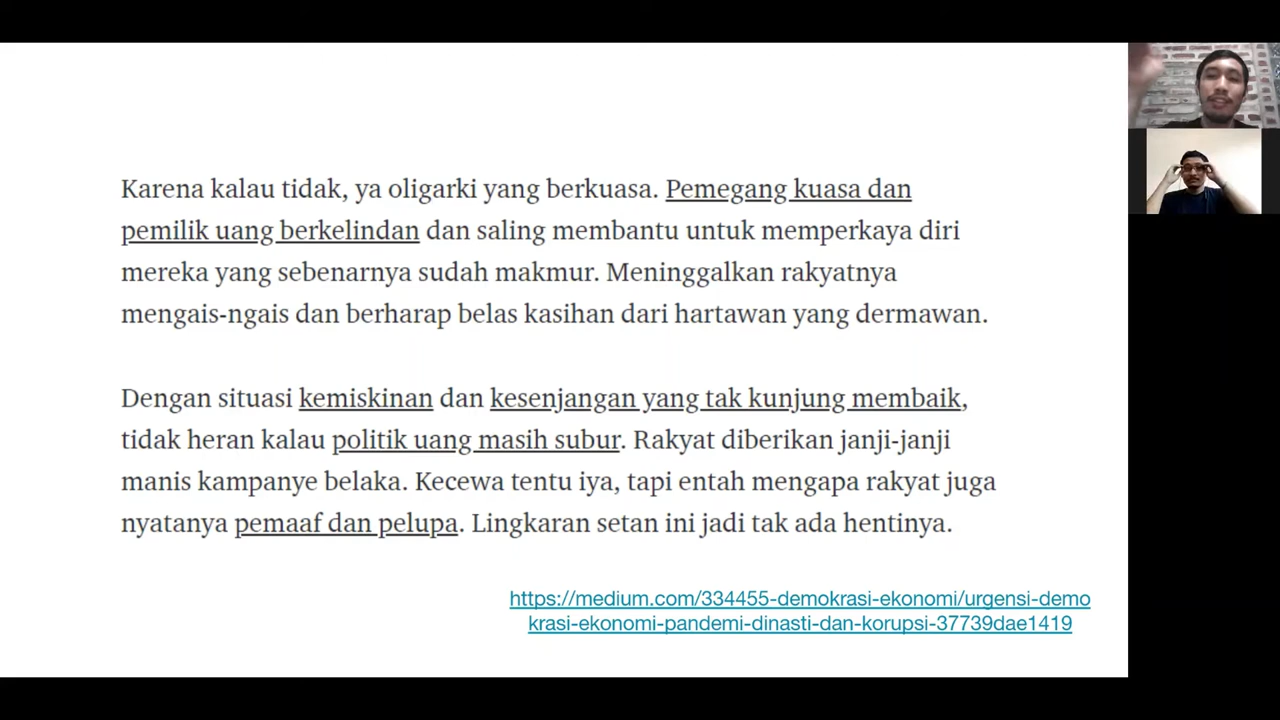 Karena kalau tidak, ya oligarki yang berkuasa. Pemegang kuasa dan
pemilik uang berkelindan dan saling membantu untuk memperkaya diri
mereka yang sebenarnya sudah makmur. Meninggalkan rakyatnya
mengais-ngais dan berharap belas kasihan dari hartawan yang dermawan.
Dengan situasi kemiskinan dan kesenjangan yang tak kunjung membaik,
tidak heran kalau politik uang masih subur. Rakyat diberikan janji-janji
manis kampanye belaka. Kecewa tentu iya, tapi entah mengapa rakyat juga
nyatanya pemaaf dan pelupa. Lingkaran setan ini jadi tak ada hentinya.
https://medium.com/334455-demokrasi-ekonomi/urgensi-demo
krasi-ekonomi-pandemi-dinasti-dan-korupsi-37739dae1419